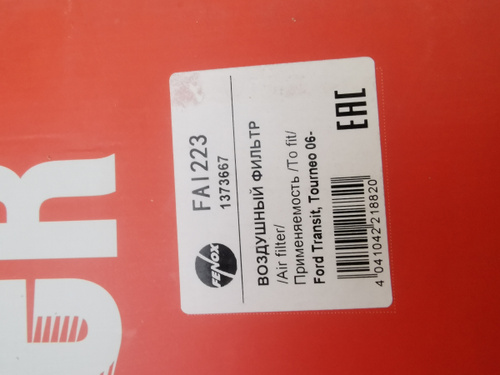 FENOX
FAI223
1373667
ВОЗДУШНЫЙ ФИЛЬТР
/Air filter/
Применяемость /To fit/
Ford Transit, Tourneo 06-
4 041042 218820
EAC